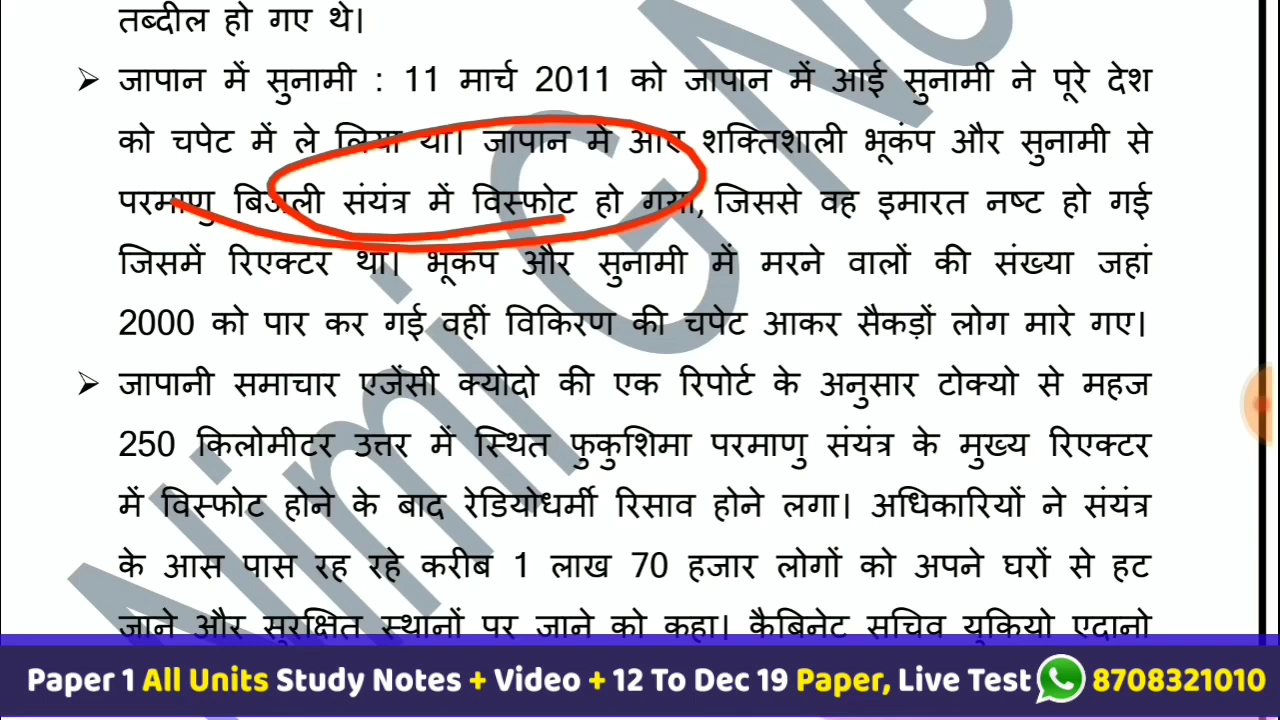 तब्दील हो गए थे।
➢ जापान में सुनामी : 11 मार्च 2011 को जापान में आई सुनामी ने पूरे देश
को चपेट में ले लिया था। जापान में आए शक्तिशाली भूकंप और सुनामी से
परमाणु बिजली संयंत्र में विस्फोट हो गया, जिससे वह इमारत नष्ट हो गई
जिसमें रिएक्टर था। भूकंप और सुनामी में मरने वालों की संख्या जहां
2000 को पार कर गई वहीं विकिरण की चपेट आकर सैकड़ों लोग मारे गए।
➢ जापानी समाचार एजेंसी क्योदो की एक रिपोर्ट के अनुसार टोक्यो से महज
250 किलोमीटर उत्तर में स्थित फुकुशिमा परमाणु संयंत्र के मुख्य रिएक्टर
में विस्फोट होने के बाद रेडियोधर्मी रिसाव होने लगा। अधिकारियों ने संयंत्र
के आस पास रह रहे करीब 1 लाख 70 हजार लोगों को अपने घरों से हट
जाने और सुरक्षित स्थानों पर जाने को कहा। कैबिनेट सचिव युकियो एदानो
Paper 1 All Units Study Notes + Video + 12 To Dec 19 Paper, Live Test 8708321010
Nimi G Ne